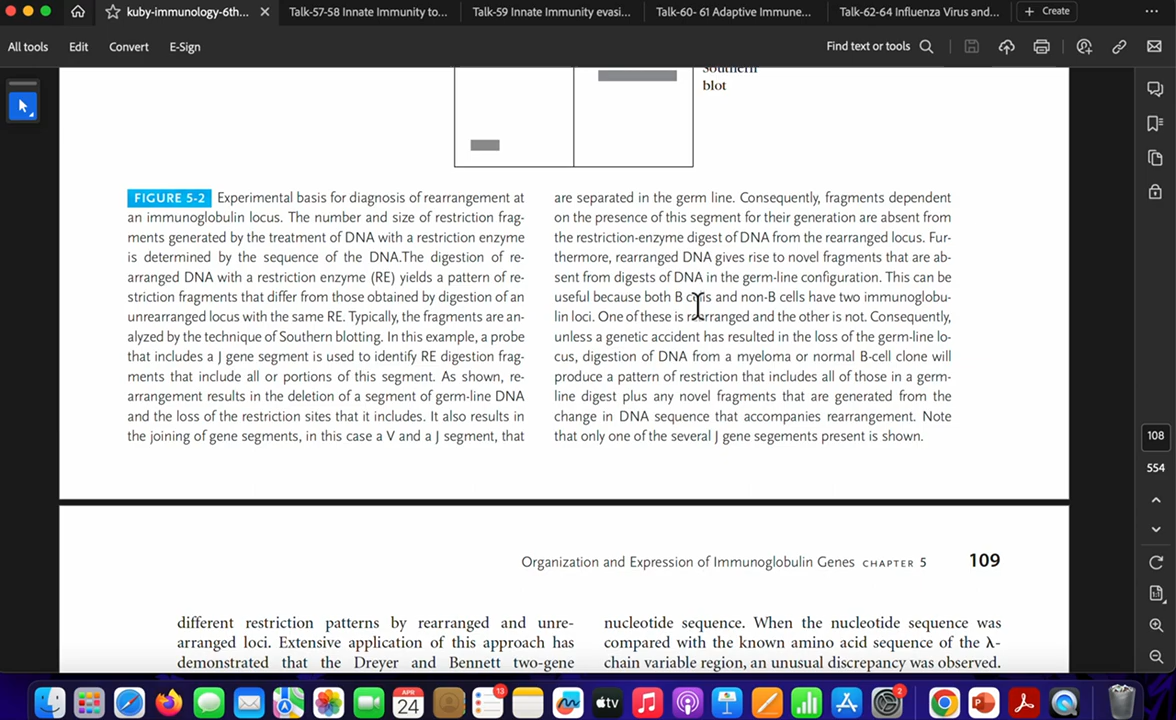 kuby-immunology-6th...
Talk-57-58 Innate Immunity to...
Talk-59 Innate Immunity evasi...
Talk-60- 61 Adaptive Immune...
Talk-62-64 Influenza Virus and...
Create
All tools
Edit
Convert
E-Sign
Find text or tools
Southern
blot
FIGURE 5-2 Experimental basis for diagnosis of rearrangement at
an immunoglobulin locus. The number and size of restriction frag-
ments generated by the treatment of DNA with a restriction enzyme
is determined by the sequence of the DNA.The digestion of re-
arranged DNA with a restriction enzyme (RE) yields a pattern of re-
striction fragments that differ from those obtained by digestion of an
unrearranged locus with the same RE. Typically, the fragments are an-
alyzed by the technique of Southern blotting. In this example, a probe
that includes a J gene segment is used to identify RE digestion frag-
ments that include all or portions of this segment. As shown, re-
arrangement results in the deletion of a segment of germ-line DNA
and the loss of the restriction sites that it includes. It also results in
the joining of gene segments, in this case a V and a J segment, that
are separated in the germ line. Consequently, fragments dependent
on the presence of this segment for their generation are absent from
the restriction-enzyme digest of DNA from the rearranged locus. Fur-
thermore, rearranged DNA gives rise to novel fragments that are ab-
sent from digests of DNA in the germ-line configuration. This can be
useful because both B cells and non-B cells have two immunoglobu-
lin loci. One of these is rearranged and the other is not. Consequently,
unless a genetic accident has resulted in the loss of the germ-line lo-
cus, digestion of DNA from a myeloma or normal B-cell clone will
produce a pattern of restriction that includes all of those in a germ-
line digest plus any novel fragments that are generated from the
change in DNA sequence that accompanies rearrangement. Note
that only one of the several J gene segements present is shown.
108
554
Organization and Expression of Immunoglobulin Genes CHAPTER 5 109
different restriction patterns by rearranged and unre-
arranged loci. Extensive application of this approach has
demonstrated that the Dreyer and Bennett two-gene
nucleotide sequence. When the nucleotide sequence was
compared with the known amino acid sequence of the λ-
chain variable region, an unusual discrepancy was observed.
APR
24
tv
13
2